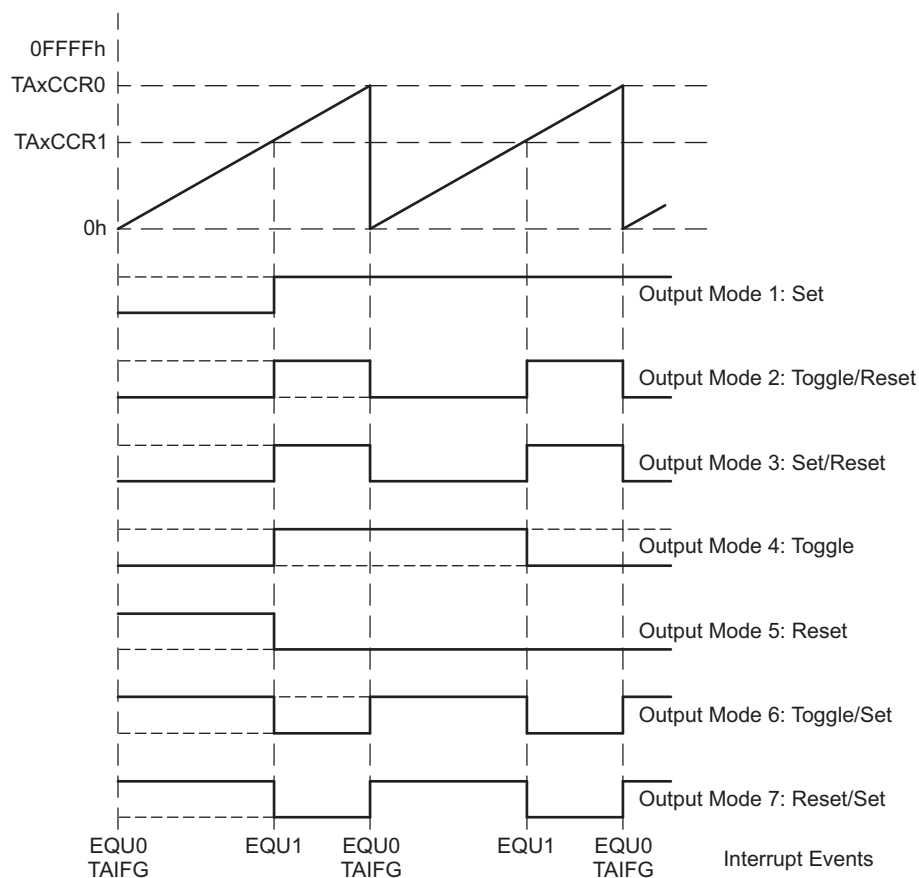 0FFFFh
TAxCCR0
TAxCCR1
0h
Output Mode 1: Set
Output Mode 2: Toggle/Reset
Output Mode 3: Set/Reset
Output Mode 4: Toggle
Output Mode 5: Reset
Output Mode 6: Toggle/Set
Output Mode 7: Reset/Set
EQU0 EQU1 EQU0 EQU1 EQU0
TAIFG TAIFG TAIFG
Interrupt Events